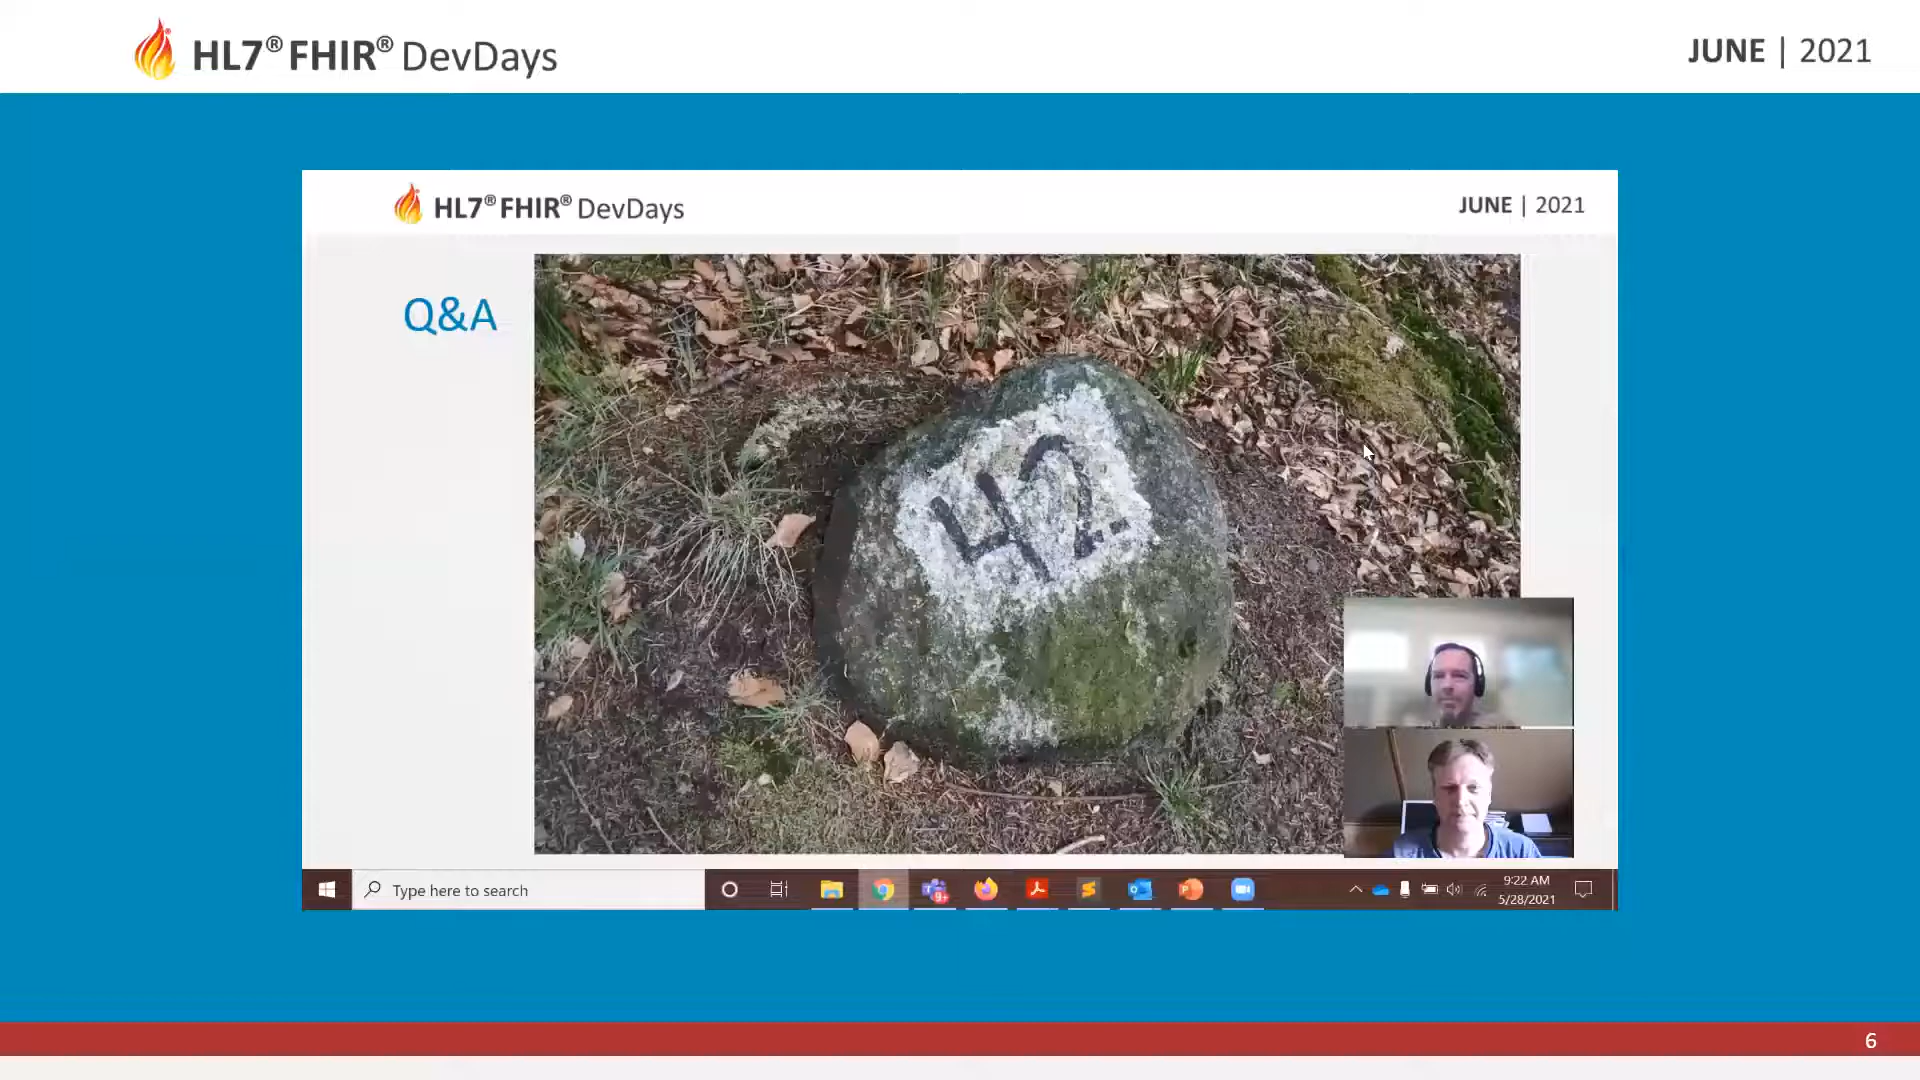 HL7® FHIR® DevDays
JUNE | 2021
HL7® FHIR® DevDays
JUNE | 2021
Q&A
42
Type here to search
9+
9:22 AM
5/28/2021
6